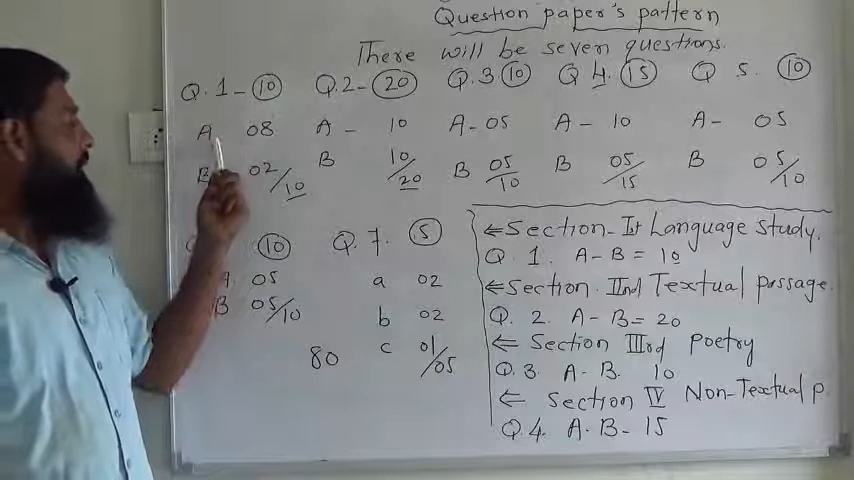 Question paper's pattern
There will be seven questions.
Q. 1 - 10 Q. 2 - 20 Q. 3 10 Q 4. 15 Q 5. 10
A 08 A - 10 A - 05 A - 10 A - 05
B 02/10 B 10/20 B 05/10 B 05/15 B 05/10
10 Q. 7. 5
A. 05 a 02
B 05/10 b 02
80 c 01/05
←Section-Ist Language study.
Q. 1. A-B = 10
←Section. IInd Textual passage.
Q. 2. A-B= 20
← Section IIIrd poetry
Q. 3. A-B. 10
← Section IV Non-Textual p.
Q. 4. A.B- 15